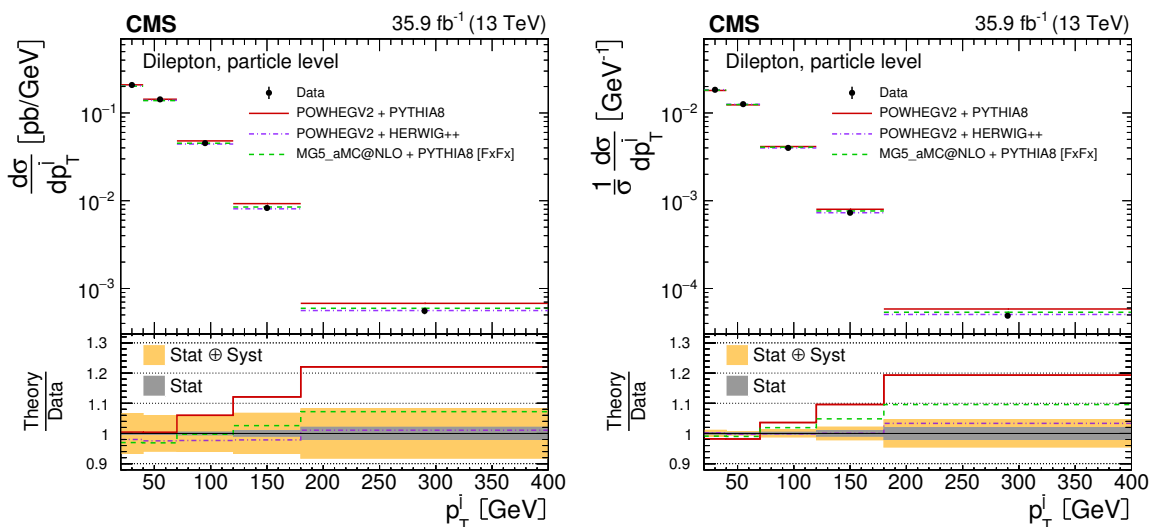 CMS 35.9 fb⁻¹ (13 TeV)
Dilepton, particle level
Data
POWHEGV2 + PYTHIA8
POWHEGV2 + HERWIG++
MG5_aMC@NLO + PYTHIA8 [FxFx]
dσ/dp_T^j [pb/GeV]
10⁻¹
10⁻²
10⁻³
Stat ⊕ Syst
Stat
Theory/Data
1.3
1.2
1.1
1
0.9
50 100 150 200 250 300 350 400
p_T^j [GeV]
CMS 35.9 fb⁻¹ (13 TeV)
Dilepton, particle level
Data
POWHEGV2 + PYTHIA8
POWHEGV2 + HERWIG++
MG5_aMC@NLO + PYTHIA8 [FxFx]
1/σ dσ/dp_T^j [GeV⁻¹]
10⁻²
10⁻³
10⁻⁴
Stat ⊕ Syst
Stat
Theory/Data
1.3
1.2
1.1
1
0.9
50 100 150 200 250 300 350 400
p_T^j [GeV]